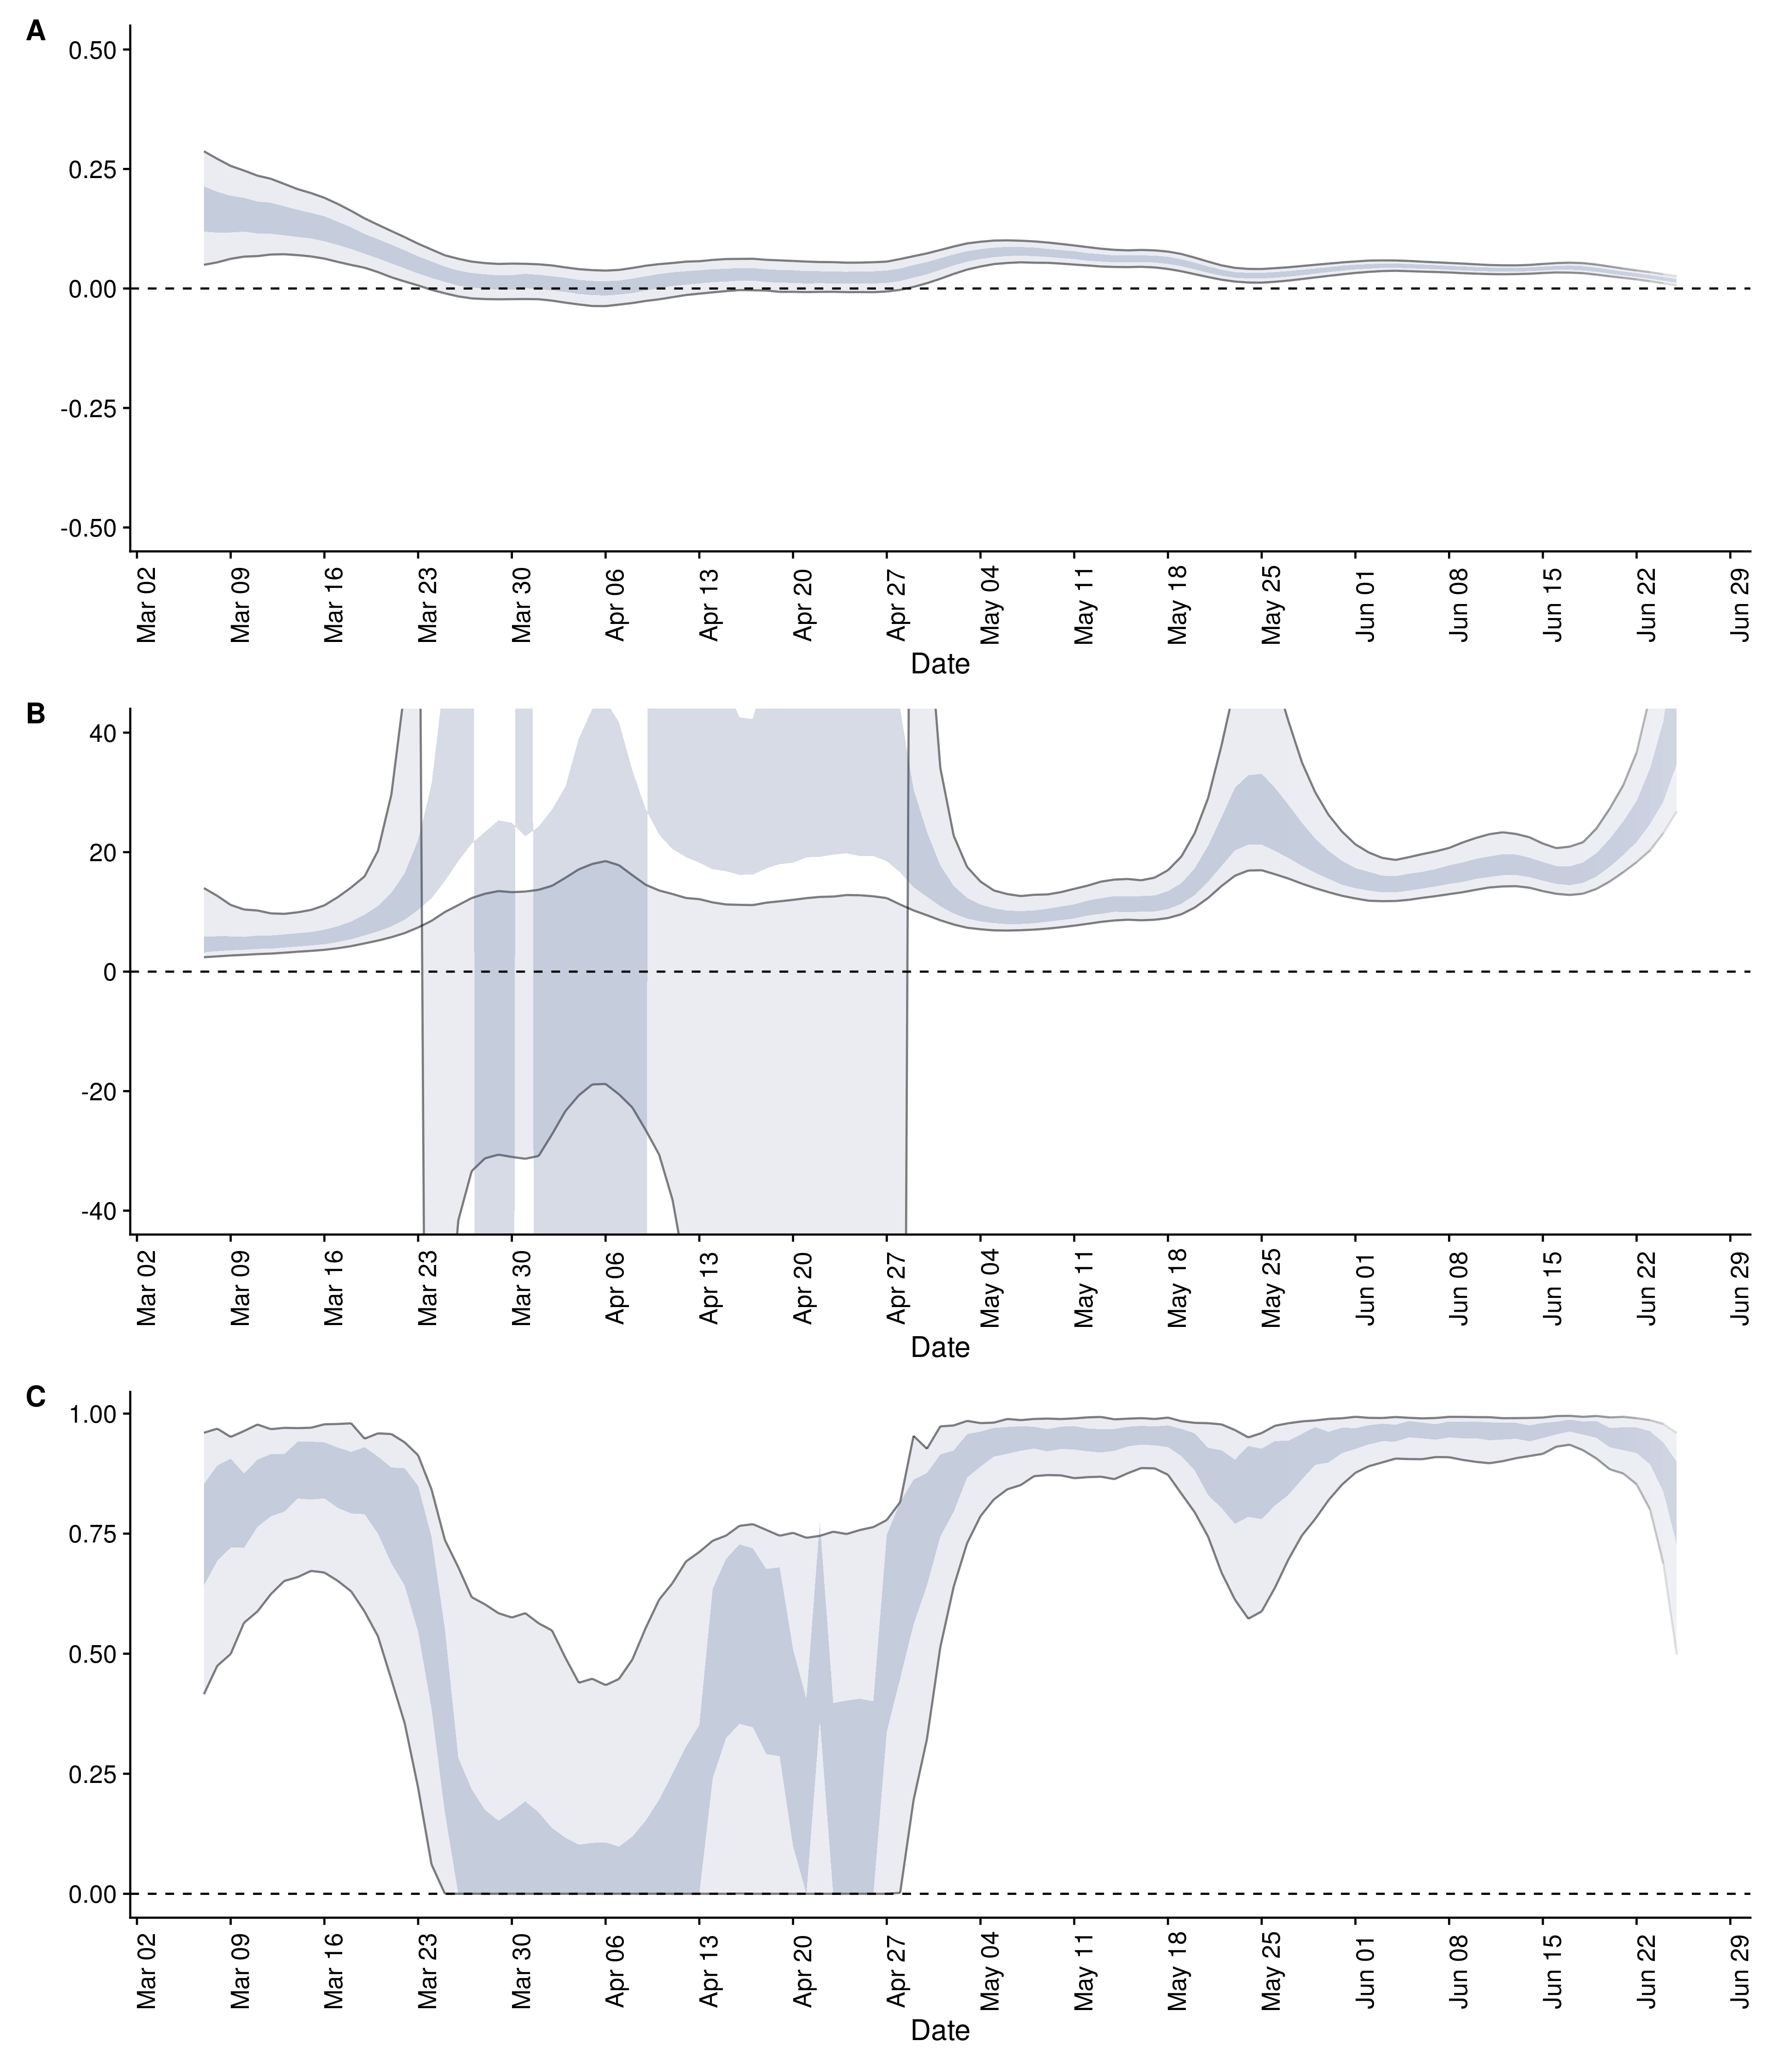 A
0.50
0.25
0.00
-0.25
-0.50
Mar 02
Mar 09
Mar 16
Mar 23
Mar 30
Apr 06
Apr 13
Apr 20
Apr 27
May 04
May 11
May 18
May 25
Jun 01
Jun 08
Jun 15
Jun 22
Jun 29
Date
B
40
20
0
-20
-40
Mar 02
Mar 09
Mar 16
Mar 23
Mar 30
Apr 06
Apr 13
Apr 20
Apr 27
May 04
May 11
May 18
May 25
Jun 01
Jun 08
Jun 15
Jun 22
Jun 29
Date
C
1.00
0.75
0.50
0.25
0.00
Mar 02
Mar 09
Mar 16
Mar 23
Mar 30
Apr 06
Apr 13
Apr 20
Apr 27
May 04
May 11
May 18
May 25
Jun 01
Jun 08
Jun 15
Jun 22
Jun 29
Date